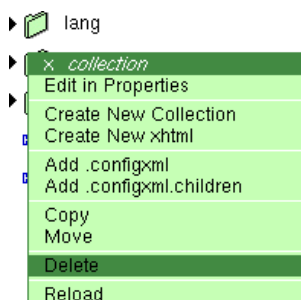 lang
x collection
Edit in Properties
Create New Collection
Create New xhtml
Add .configxml
Add .configxml.children
Copy
Move
Delete
Reload